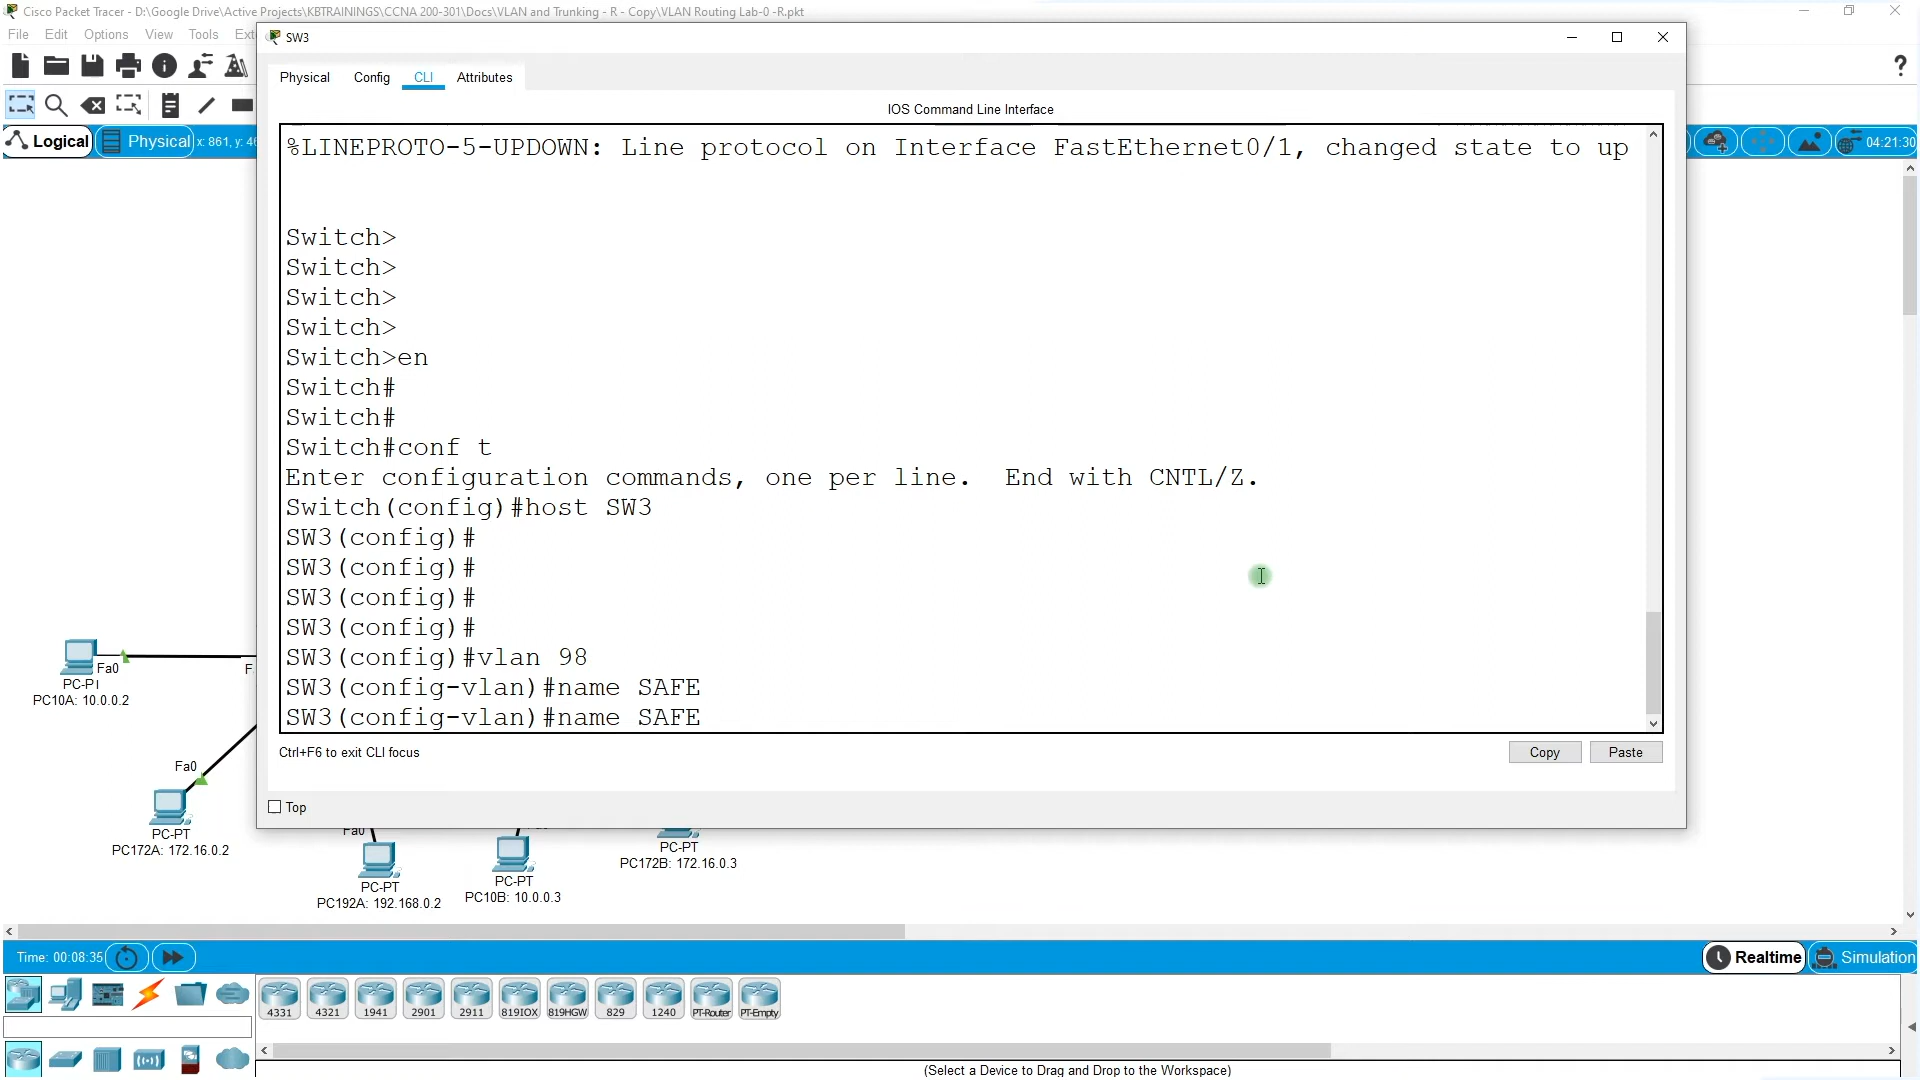 Cisco Packet Tracer - D:\Google Drive\Active Projects\KBTRAININGS\CCNA 200-301\Docs\VLAN and Trunking - R - Copy\VLAN Routing Lab-0 -R.pkt
File Edit Options View Tools Ext
SW3
Physical Config CLI Attributes
IOS Command Line Interface
Logical Physical x: 861, y: 46
04:21:30
%LINEPROTO-5-UPDOWN: Line protocol on Interface FastEthernet0/1, changed state to up
Switch>
Switch>
Switch>
Switch>
Switch>en
Switch#
Switch#
Switch#conf t
Enter configuration commands, one per line.  End with CNTL/Z.
Switch(config)#host SW3
SW3(config)#
SW3(config)#
SW3(config)#
SW3(config)#
SW3(config)#vlan 98
SW3(config-vlan)#name SAFE
SW3(config-vlan)#name SAFE
Ctrl+F6 to exit CLI focus
Copy Paste
Top
Fa0
F
PC-PT
PC10A: 10.0.0.2
Fa0
PC-PT
PC172A: 172.16.0.2
Fa0
PC-PT
PC192A: 192.168.0.2
PC-PT
PC10B: 10.0.0.3
PC-PT
PC172B: 172.16.0.3
Time: 00:08:35
Realtime Simulation
4331 4321 1941 2901 2911 819IOX 819HGW 829 1240 PT-Router PT-Empty
(Select a Device to Drag and Drop to the Workspace)